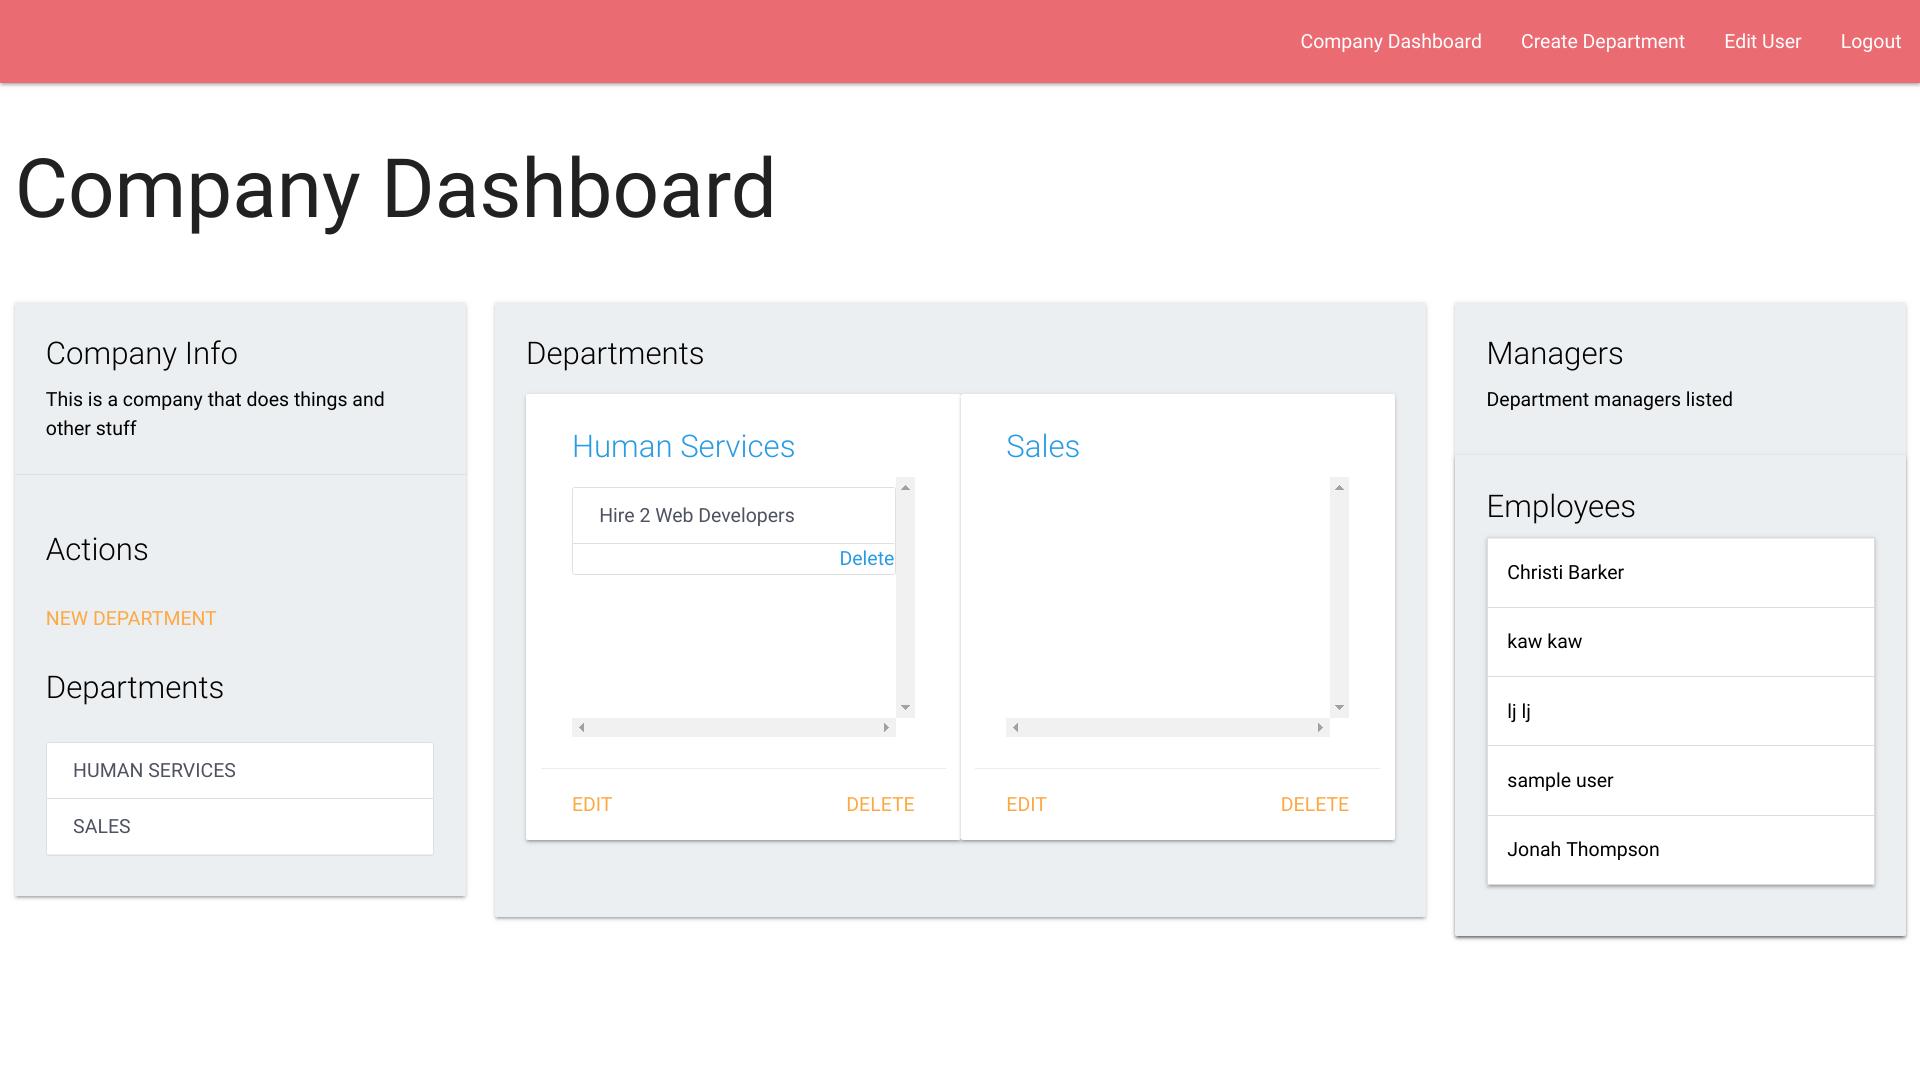 Company Dashboard Create Department Edit User Logout
Company Dashboard
Company Info
This is a company that does things and
other stuff
Actions
NEW DEPARTMENT
Departments
HUMAN SERVICES
SALES
Departments
Human Services
Hire 2 Web Developers
Delete
EDIT DELETE
Sales
EDIT DELETE
Managers
Department managers listed
Employees
Christi Barker
kaw kaw
lj lj
sample user
Jonah Thompson